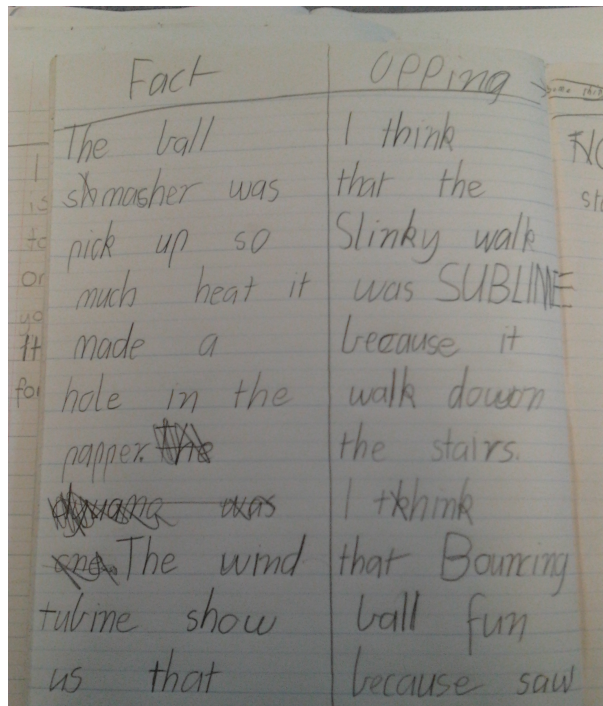 Fact
The ball
smasher was
pick up so
much heat it
made a
hole in the
papper.
The wind
tubine show
us that
Opping
I think
that the
Slinky walk
was SUBLIME
because it
walk dowon
the stairs.
I thhink
that Bouncing
ball fun
because saw